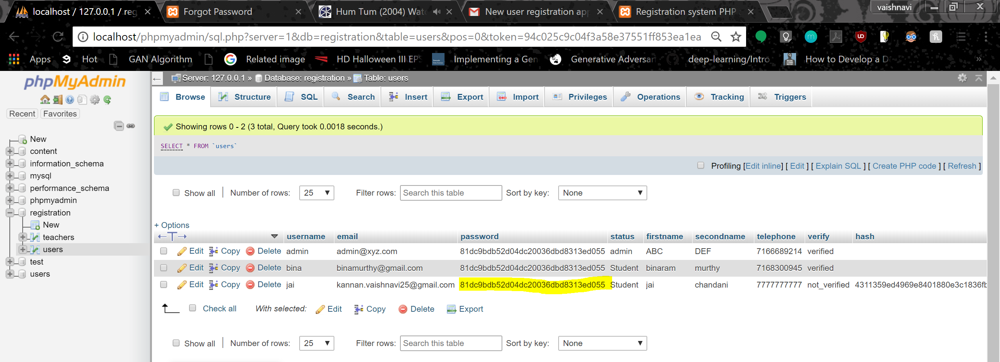 localhost / 127.0.0.1 / reg Forgot Password Hum Tum (2004) Wat New user registration app Registration system PHP a vaishnavi
localhost/phpmyadmin/sql.php?server=1&db=registration&table=users&pos=0&token=94c025c9c04f3a58e37551ff853ea1ea
Apps Hot GAN Algorithm Related image HD Halloween III EPS Implementing a Gen Generative Adversar deep-learning/Intro_ How to Develop a D
phpMyAdmin
Recent Favorites
New
content
information_schema
mysql
performance_schema
phpmyadmin
registration
New
teachers
users
test
users
Server: 127.0.0.1 » Database: registration » Table: users
Browse Structure SQL Search Insert Export Import Privileges Operations Tracking Triggers
Showing rows 0 - 2 (3 total, Query took 0.0018 seconds.)
SELECT * FROM `users`
Profiling [Edit inline] [ Edit ] [ Explain SQL ] [ Create PHP code ] [ Refresh ]
Show all | Number of rows: 25 Filter rows: Search this table Sort by key: None
+ Options
←T→ username email password status firstname secondname telephone verify hash
Edit Copy Delete admin admin@xyz.com 81dc9bdb52d04dc20036dbd8313ed055 admin ABC DEF 7166689214 verified
Edit Copy Delete bina binamurthy@gmail.com 81dc9bdb52d04dc20036dbd8313ed055 Student binaram murthy 7168300945 verified
Edit Copy Delete jai kannan.vaishnavi25@gmail.com 81dc9bdb52d04dc20036dbd8313ed055 Student jai chandani 7777777777 not_verified 4311359ed4969e8401880e3c1836fb
Check all With selected: Edit Copy Delete Export
Show all | Number of rows: 25 Filter rows: Search this table Sort by key: None